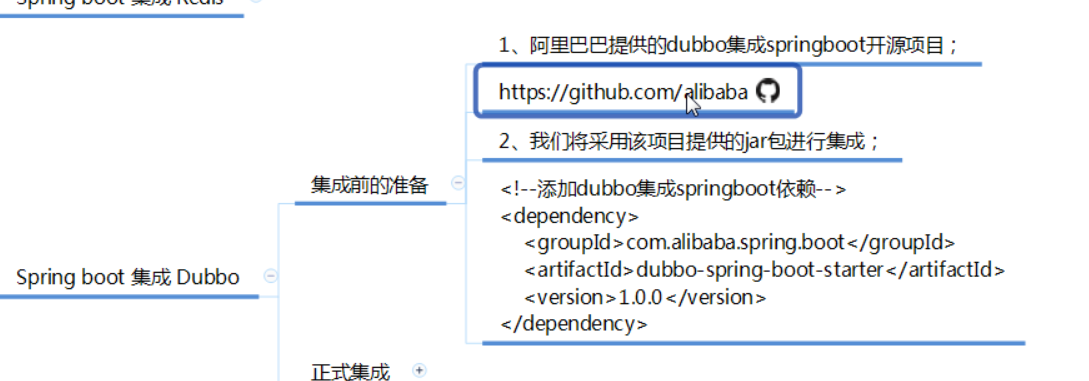 Spring boot 集成 Redis
1、阿里巴巴提供的dubbo集成springboot开源项目；
https://github.com/alibaba
2、我们将采用该项目提供的jar包进行集成；
集成前的准备
<!--添加dubbo集成springboot依赖-->
<dependency>
<groupId>com.alibaba.spring.boot</groupId>
<artifactId>dubbo-spring-boot-starter</artifactId>
<version>1.0.0</version>
</dependency>
Spring boot 集成 Dubbo
正式集成